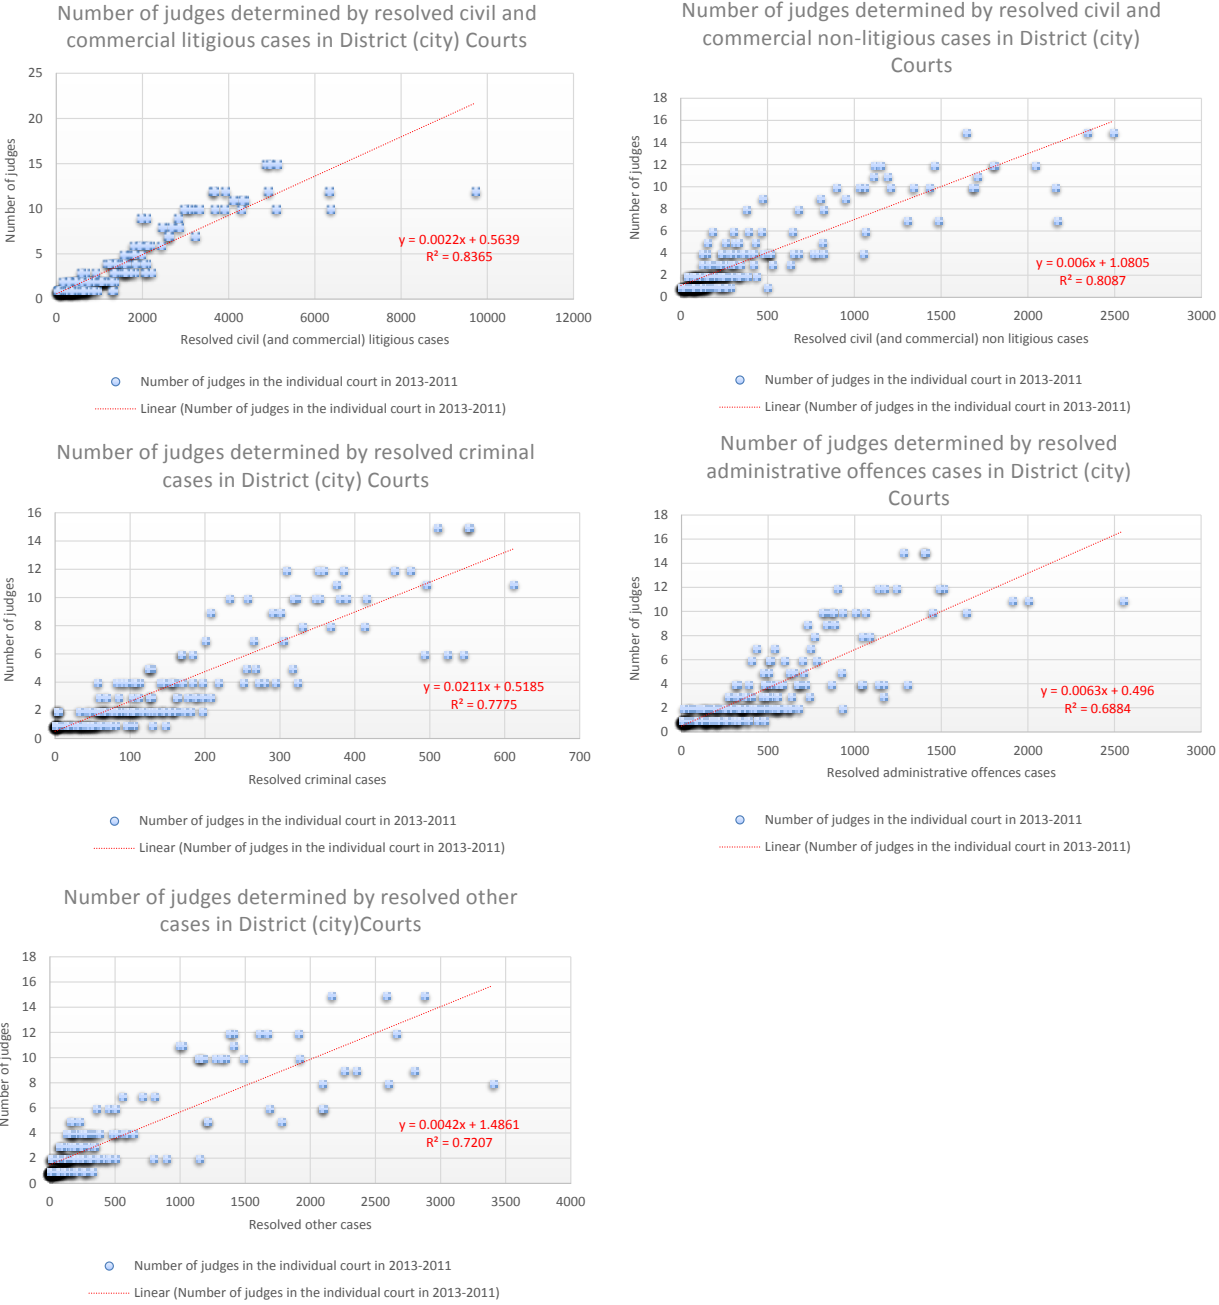 Number of judges determined by resolved civil and
commercial litigious cases in District (city) Courts
25
20
15
10
5
0
Number of judges
y = 0.0022x + 0.5639
R² = 0.8365
0 2000 4000 6000 8000 10000 12000
Resolved civil (and commercial) litigious cases
Number of judges in the individual court in 2013-2011
Linear (Number of judges in the individual court in 2013-2011)
Number of judges determined by resolved civil and
commercial non-litigious cases in District (city)
Courts
18
16
14
12
10
8
6
4
2
0
Number of judges
y = 0.006x + 1.0805
R² = 0.8087
0 500 1000 1500 2000 2500 3000
Resolved civil (and commercial) non litigious cases
Number of judges in the individual court in 2013-2011
Linear (Number of judges in the individual court in 2013-2011)
Number of judges determined by resolved criminal
cases in District (city) Courts
16
14
12
10
8
6
4
2
0
Number of judges
y = 0.0211x + 0.5185
R² = 0.7775
0 100 200 300 400 500 600 700
Resolved criminal cases
Number of judges in the individual court in 2013-2011
Linear (Number of judges in the individual court in 2013-2011)
Number of judges determined by resolved
administrative offences cases in District (city)
Courts
18
16
14
12
10
8
6
4
2
0
Number of judges
y = 0.0063x + 0.496
R² = 0.6884
0 500 1000 1500 2000 2500 3000
Resolved administrative offences cases
Number of judges in the individual court in 2013-2011
Linear (Number of judges in the individual court in 2013-2011)
Number of judges determined by resolved other
cases in District (city)Courts
18
16
14
12
10
8
6
4
2
0
Number of judges
y = 0.0042x + 1.4861
R² = 0.7207
0 500 1000 1500 2000 2500 3000 3500 4000
Resolved other cases
Number of judges in the individual court in 2013-2011
Linear (Number of judges in the individual court in 2013-2011)